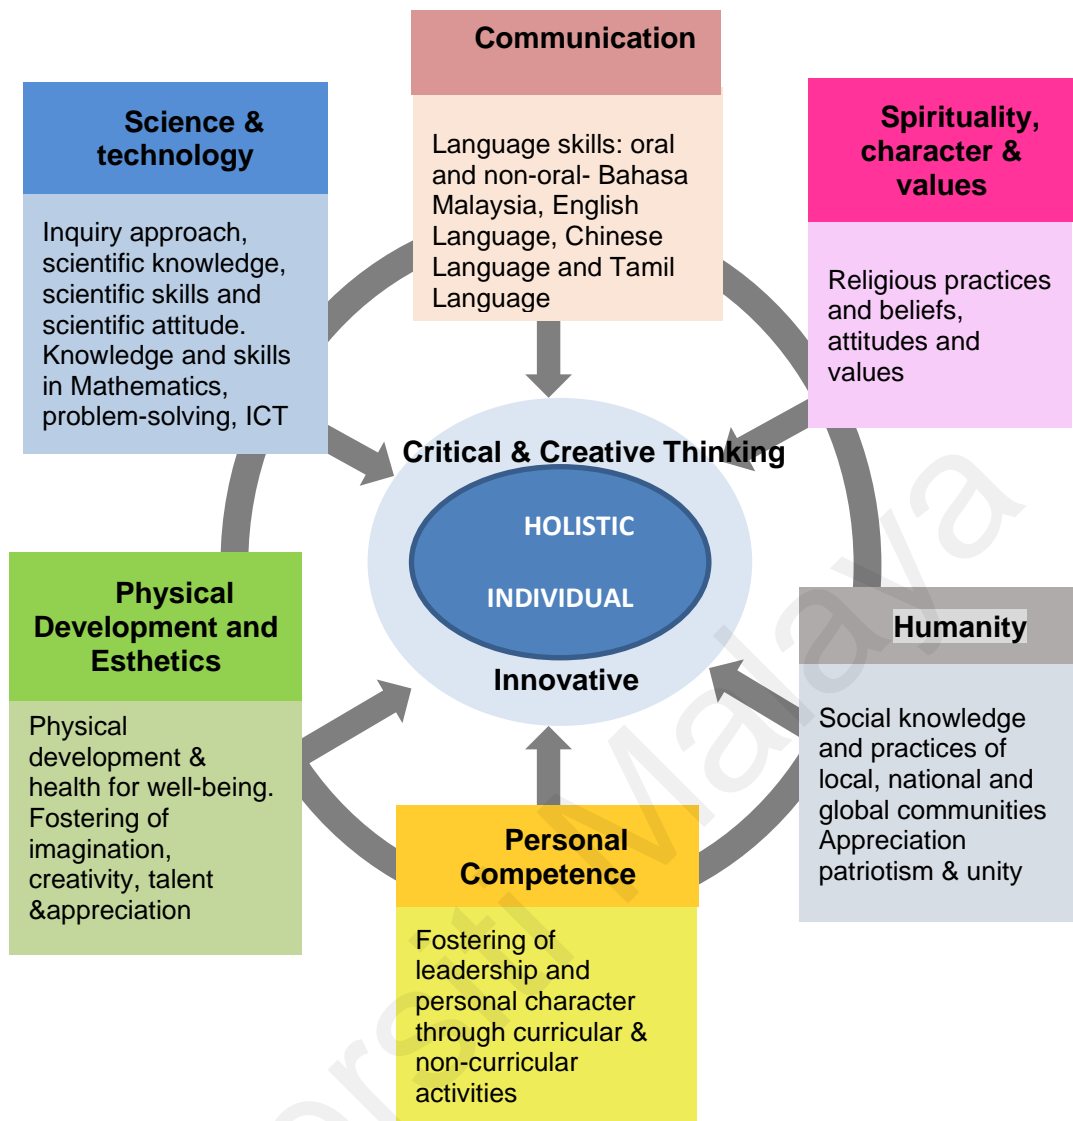 Communication
Language skills: oral
and non-oral- Bahasa
Malaysia, English
Language, Chinese
Language and Tamil
Language
Science &
technology
Inquiry approach,
scientific knowledge,
scientific skills and
scientific attitude.
Knowledge and skills
in Mathematics,
problem-solving, ICT
Spirituality,
character &
values
Religious practices
and beliefs,
attitudes and
values
Critical & Creative Thinking
HOLISTIC
INDIVIDUAL
Innovative
Physical
Development and
Esthetics
Physical
development &
health for well-being.
Fostering of
imagination,
creativity, talent
&appreciation
Humanity
Social knowledge
and practices of
local, national and
global communities
Appreciation
patriotism & unity
Personal
Competence
Fostering of
leadership and
personal character
through curricular &
non-curricular
activities
ersiti Malaya